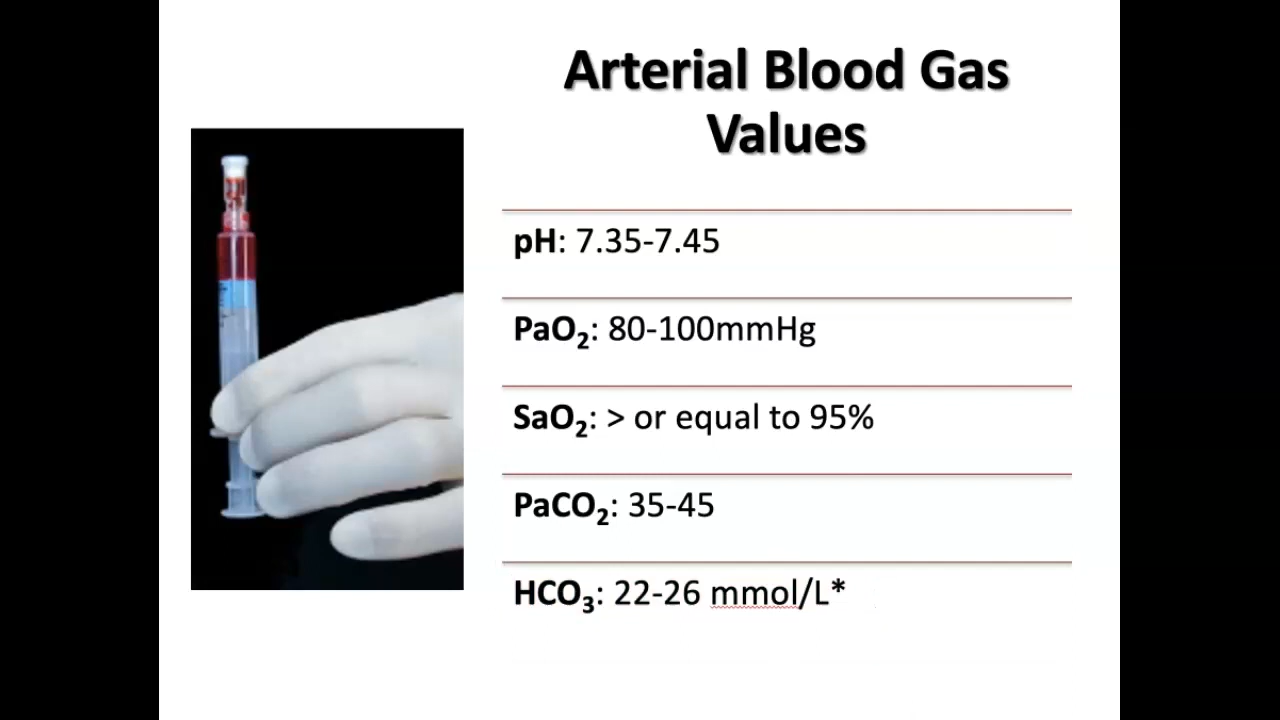 Arterial Blood Gas
Values
pH: 7.35-7.45
PaO₂: 80-100mmHg
SaO₂: > or equal to 95%
PaCO₂: 35-45
HCO₃: 22-26 mmol/L*